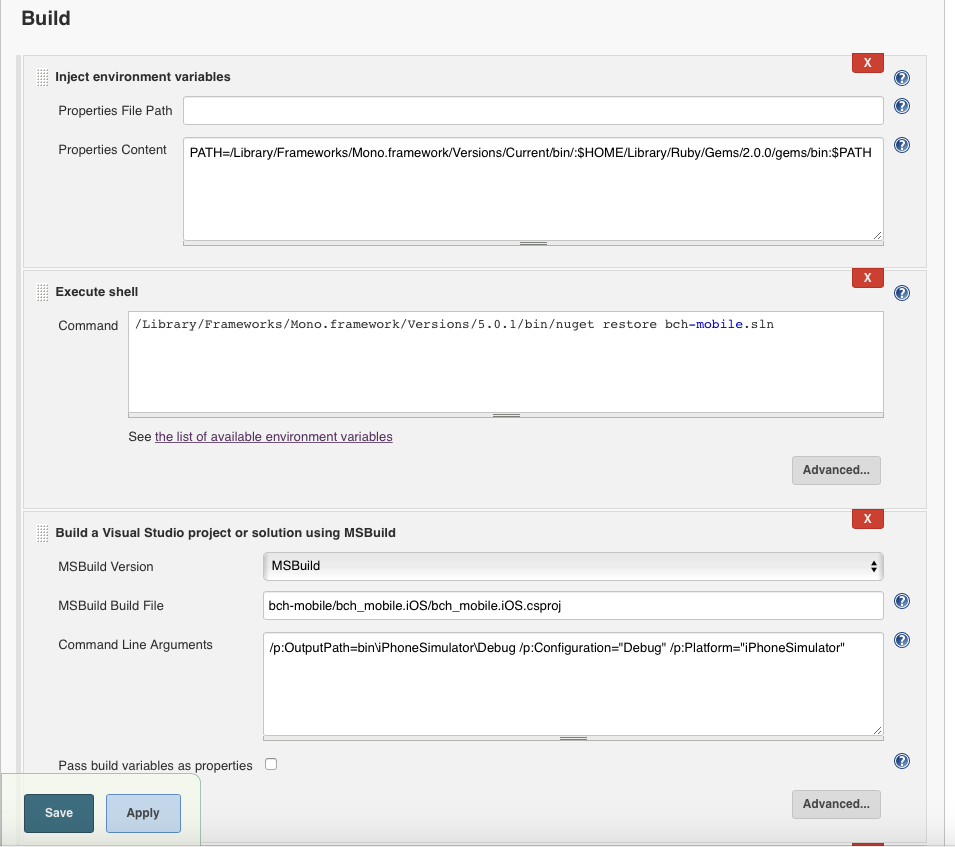 Build
X
Inject environment variables
?
Properties File Path
?
Properties Content
PATH=/Library/Frameworks/Mono.framework/Versions/Current/bin/:$HOME/Library/Ruby/Gems/2.0.0/gems/bin:$PATH
?
X
Execute shell
?
Command
/Library/Frameworks/Mono.framework/Versions/5.0.1/bin/nuget restore bch-mobile.sln
See the list of available environment variables
Advanced...
X
Build a Visual Studio project or solution using MSBuild
MSBuild Version
MSBuild
MSBuild Build File
bch-mobile/bch_mobile.iOS/bch_mobile.iOS.csproj
?
Command Line Arguments
/p:OutputPath=bin\iPhoneSimulator\Debug /p:Configuration="Debug" /p:Platform="iPhoneSimulator"
?
Pass build variables as properties
?
Save
Apply
Advanced...